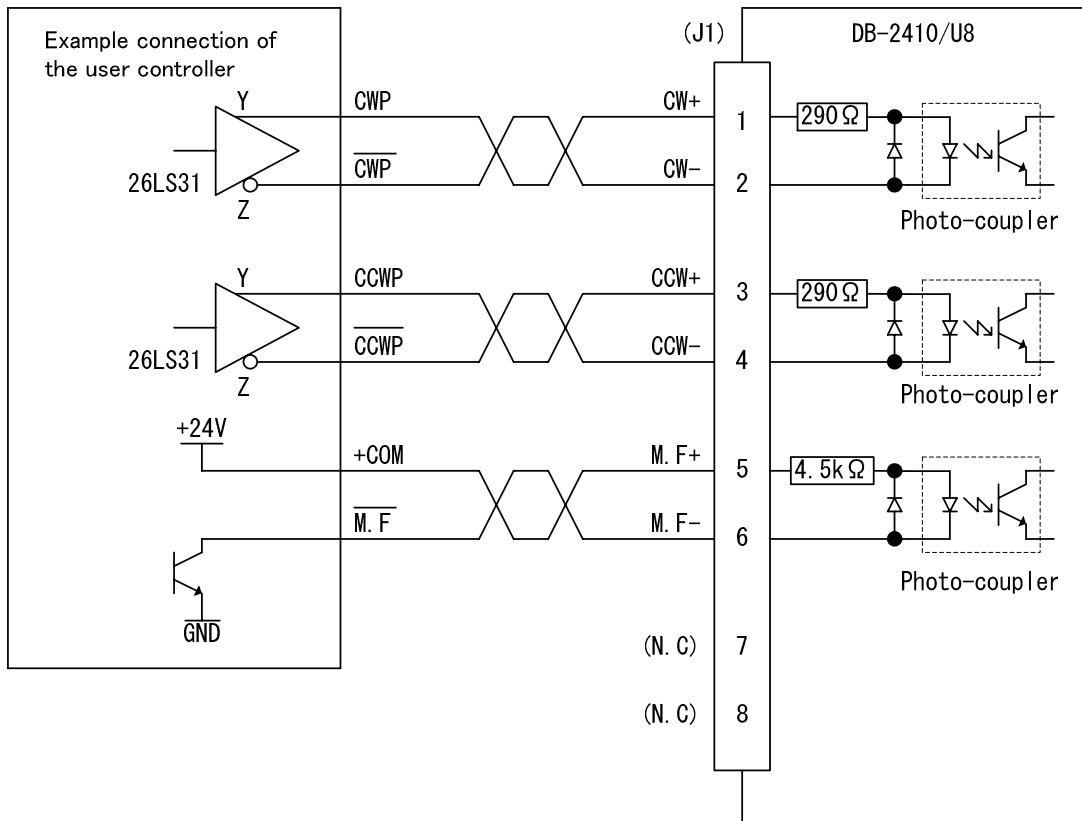 Example connection of
the user controller
(J1)
DB-2410/U8
Y
CWP
CW+
1
290Ω
26LS31
CWP
CW-
2
Z
Photo-coupler
Y
CCWP
CCW+
3
290Ω
26LS31
CCWP
CCW-
4
Z
Photo-coupler
+24V
+COM
M.F+
5
4.5kΩ
M.F
M.F-
6
Photo-coupler
GND
(N.C)
7
(N.C)
8